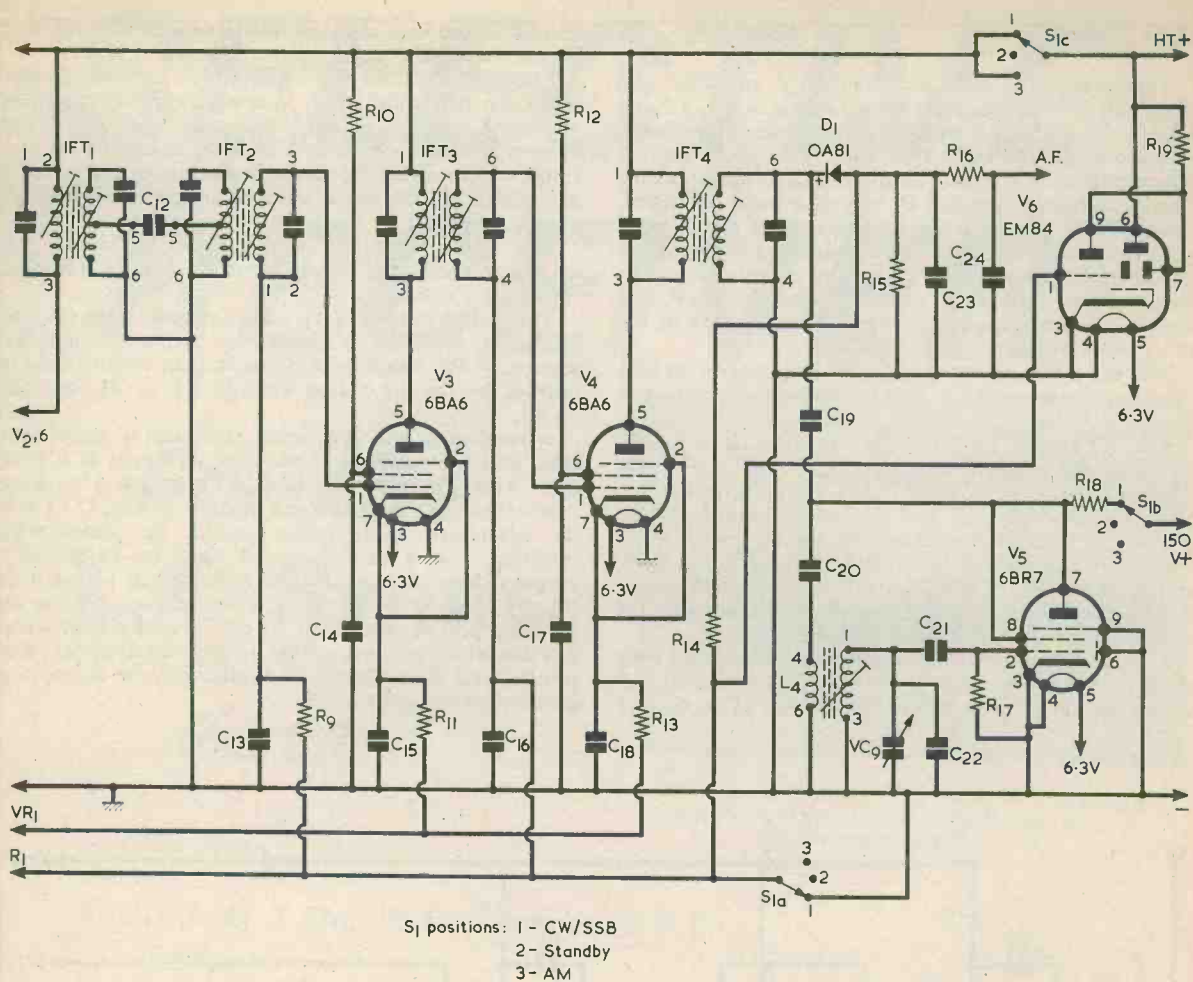 1
S1c
2
HT+
3
R10
R12
D1
OA81
R19
1
2
IFT1
IFT2
3
1
IFT3
6
1
IFT4
6
+
R16
A.F.
V6
EM84
9
6
C12
5
5
3
6
6
1
2
3
4
3
4
R15
C23
C24
1
7
3
4
5
6·3V
V2,6
V3
6BA6
5
2
6
1
7
3
4
6·3V
V4
6BA6
5
2
6
1
7
3
4
6·3V
C19
R18
1
S1b
2
3
150
V+
C20
V5
6BR7
7
8
9
2
6
3
4
5
6·3V
C14
C17
R14
4
1
L4
6
3
C21
R17
VC9
C22
C13
R9
C15
R11
C16
C18
R13
VR1
−
R1
3
2
S1a
1
S1 positions: 1 - CW/SSB
2 - Standby
3 - AM